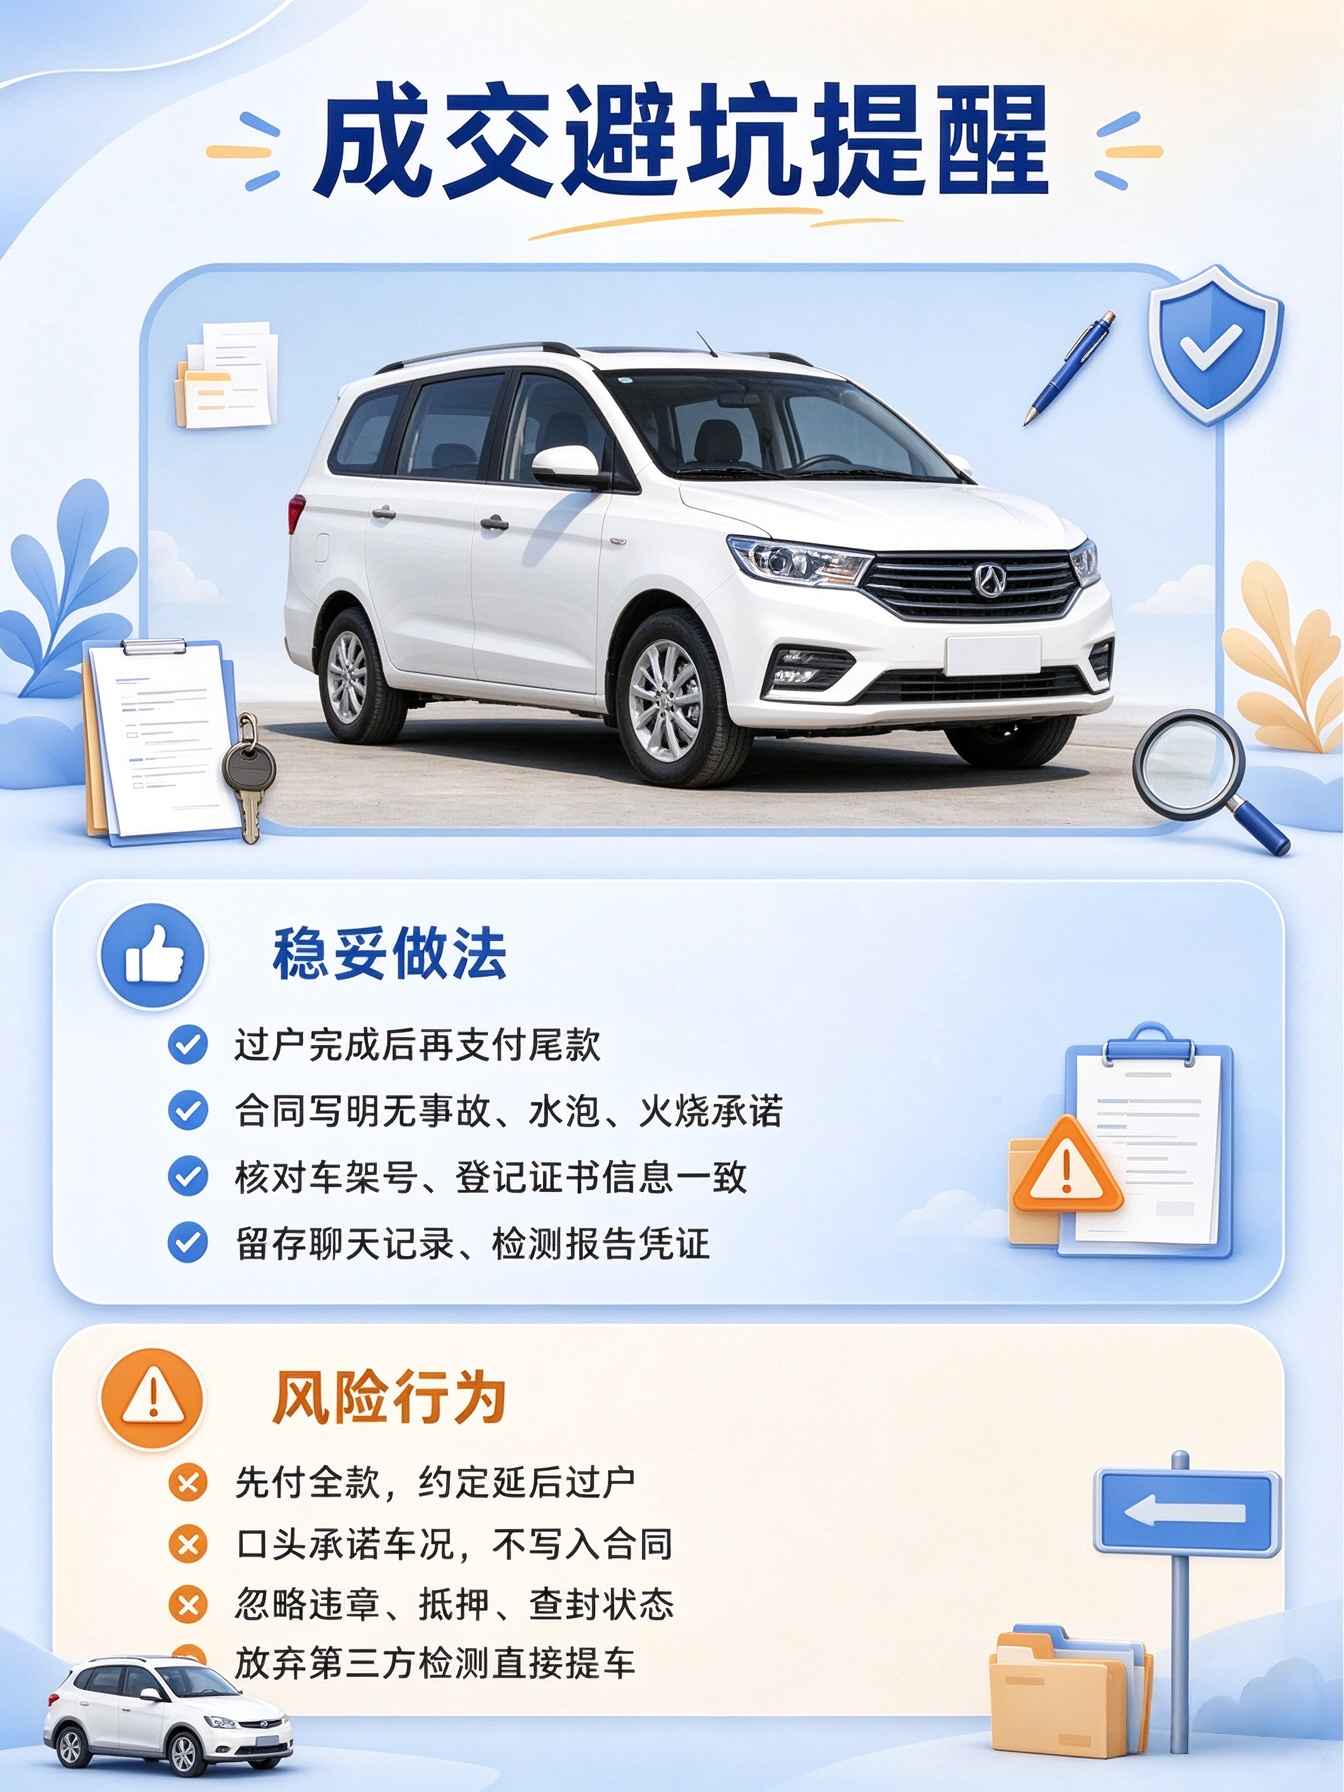 成交避坑提醒
稳妥做法
过户完成后再支付尾款
合同写明无事故、水泡、火烧承诺
核对车架号、登记证书信息一致
留存聊天记录、检测报告凭证
风险行为
先付全款，约定延后过户
口头承诺车况，不写入合同
忽略违章、抵押、查封状态
放弃第三方检测直接提车